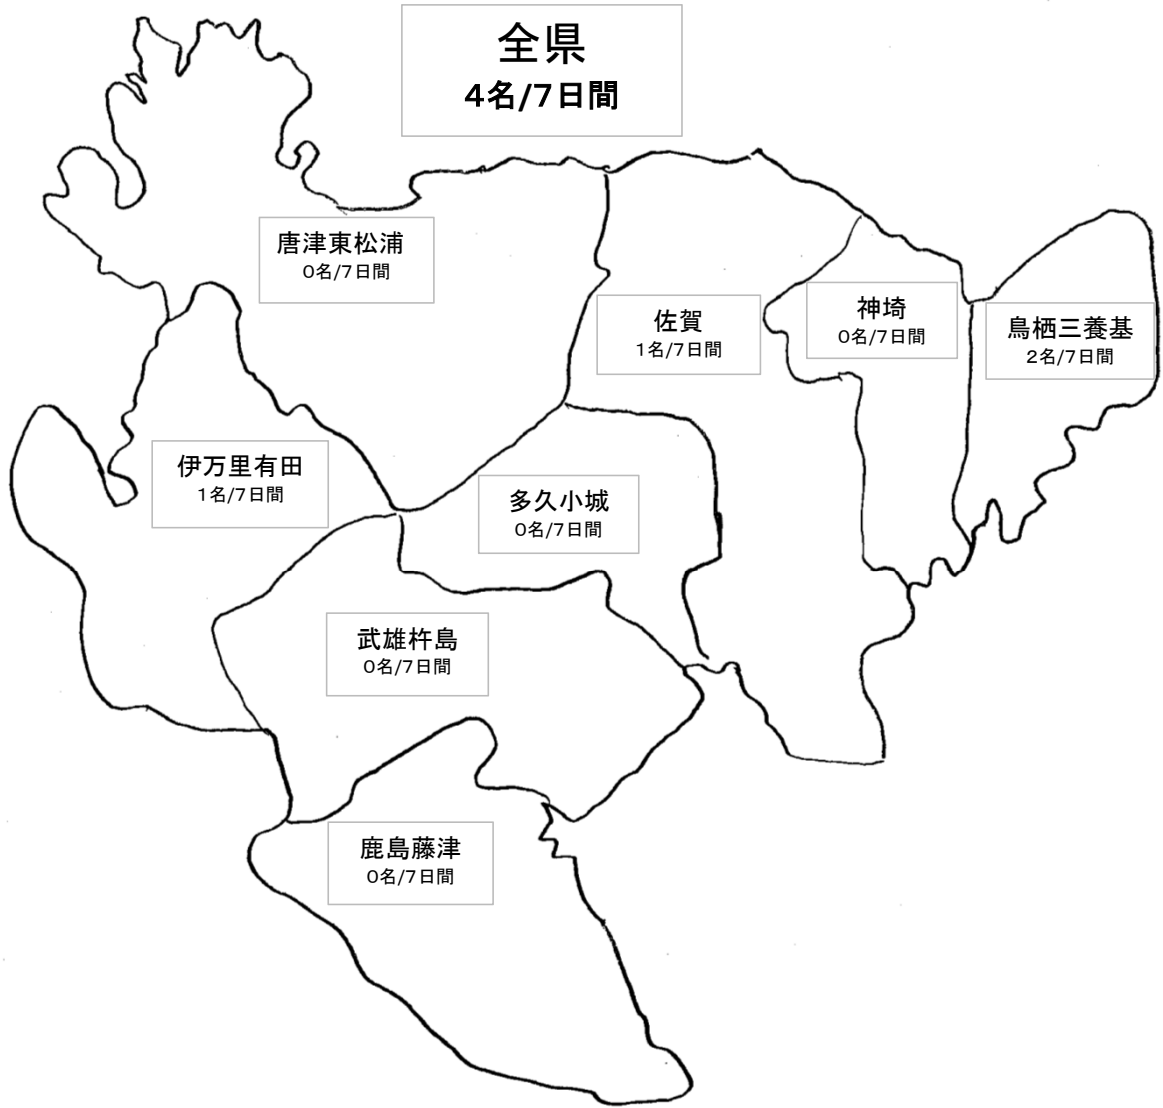 全県
4名/7日間
唐津東松浦
0名/7日間
佐賀
1名/7日間
神埼
0名/7日間
鳥栖三養基
2名/7日間
伊万里有田
1名/7日間
多久小城
0名/7日間
武雄杵島
0名/7日間
鹿島藤津
0名/7日間